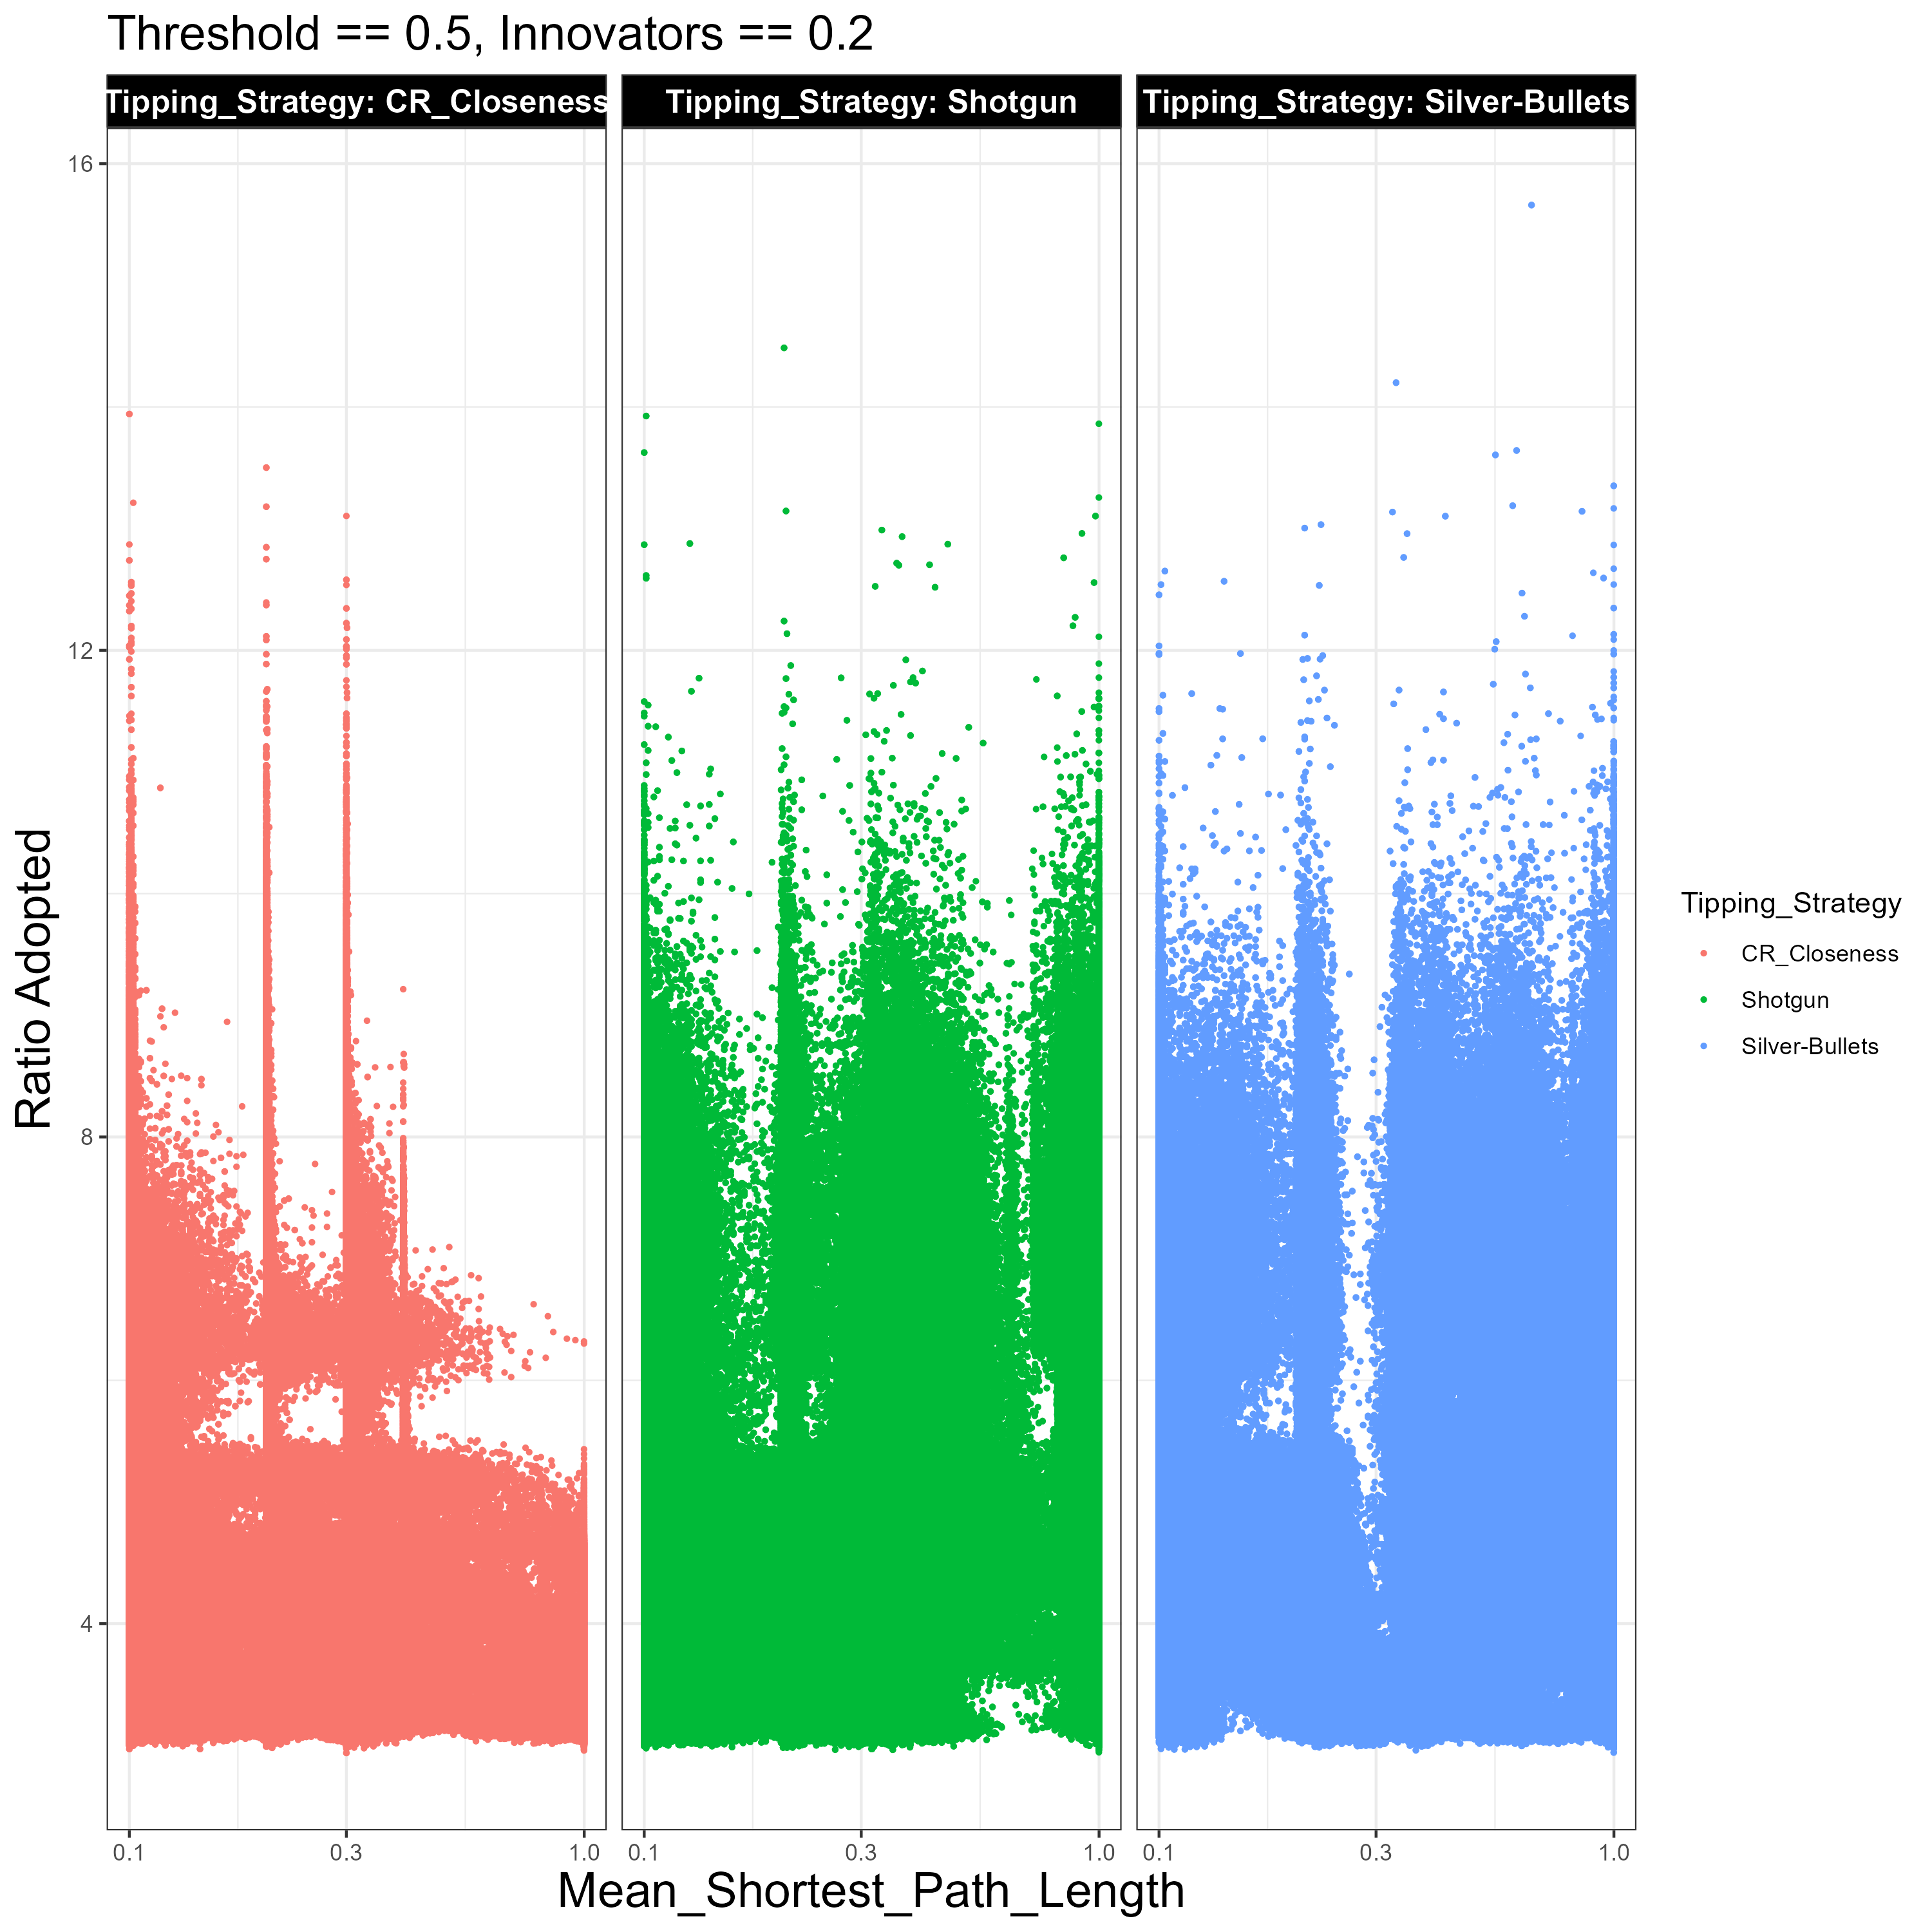 Threshold == 0.5, Innovators == 0.2
Tipping_Strategy: CR_Closeness
Tipping_Strategy: Shotgun
Tipping_Strategy: Silver-Bullets
16
12
8
4
Ratio Adopted
0.1 0.3 1.0
0.1 0.3 1.0
0.1 0.3 1.0
Mean_Shortest_Path_Length
Tipping_Strategy
CR_Closeness
Shotgun
Silver-Bullets